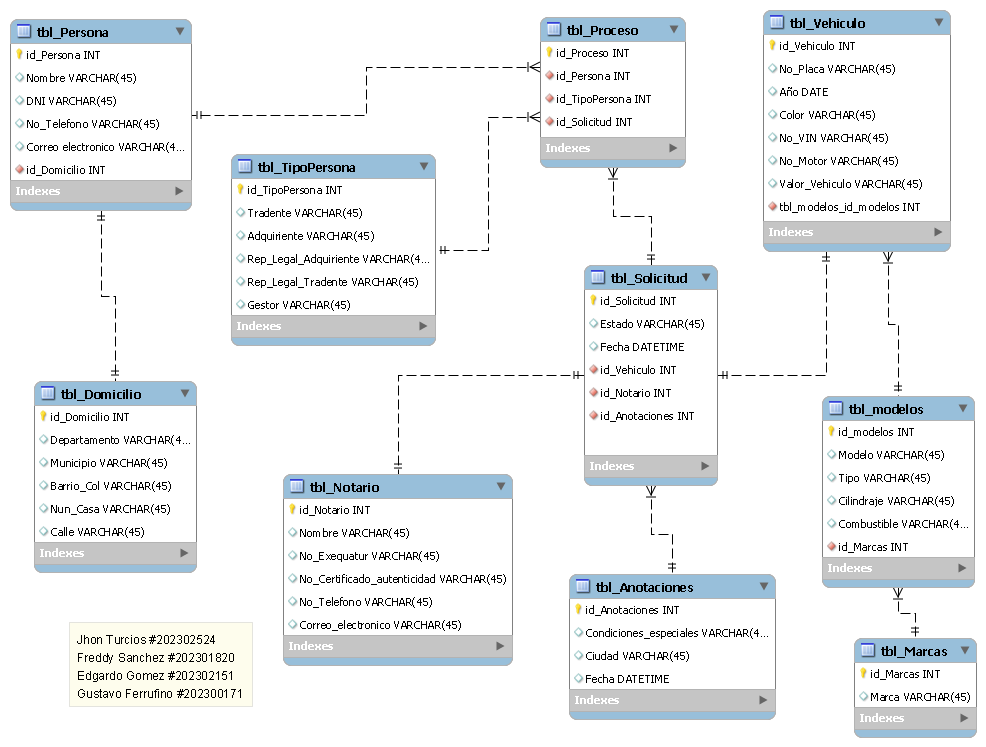 tbl_Persona
id_Persona INT
Nombre VARCHAR(45)
DNI VARCHAR(45)
No_Telefono VARCHAR(45)
Correo electronico VARCHAR(4...
id_Domicilio INT
Indexes
tbl_Proceso
id_Proceso INT
id_Persona INT
id_TipoPersona INT
id_Solicitud INT
Indexes
tbl_Vehiculo
id_Vehiculo INT
No_Placa VARCHAR(45)
Año DATE
Color VARCHAR(45)
No_VIN VARCHAR(45)
No_Motor VARCHAR(45)
Valor_Vehiculo VARCHAR(45)
tbl_modelos_id_modelos INT
Indexes
tbl_TipoPersona
id_TipoPersona INT
Tradente VARCHAR(45)
Adquiriente VARCHAR(45)
Rep_Legal_Adquiriente VARCHAR(4...
Rep_Legal_Tradente VARCHAR(45)
Gestor VARCHAR(45)
Indexes
tbl_Solicitud
id_Solicitud INT
Estado VARCHAR(45)
Fecha DATETIME
id_Vehiculo INT
id_Notario INT
id_Anotaciones INT
Indexes
tbl_Domicilio
id_Domicilio INT
Departamento VARCHAR(4...
Municipio VARCHAR(45)
Barrio_Col VARCHAR(45)
Nun_Casa VARCHAR(45)
Calle VARCHAR(45)
Indexes
tbl_modelos
id_modelos INT
Modelo VARCHAR(45)
Tipo VARCHAR(45)
Cilindraje VARCHAR(45)
Combustible VARCHAR(4...
id_Marcas INT
Indexes
tbl_Notario
id_Notario INT
Nombre VARCHAR(45)
No_Exequatur VARCHAR(45)
No_Certificado_autenticidad VARCHAR(45)
No_Telefono VARCHAR(45)
Correo_electronico VARCHAR(45)
Indexes
tbl_Anotaciones
id_Anotaciones INT
Condiciones_especiales VARCHAR(4...
Ciudad VARCHAR(45)
Fecha DATETIME
Indexes
tbl_Marcas
id_Marcas INT
Marca VARCHAR(45)
Indexes
Jhon Turcios #202302524
Freddy Sanchez #202301820
Edgardo Gomez #202302151
Gustavo Ferrufino #202300171